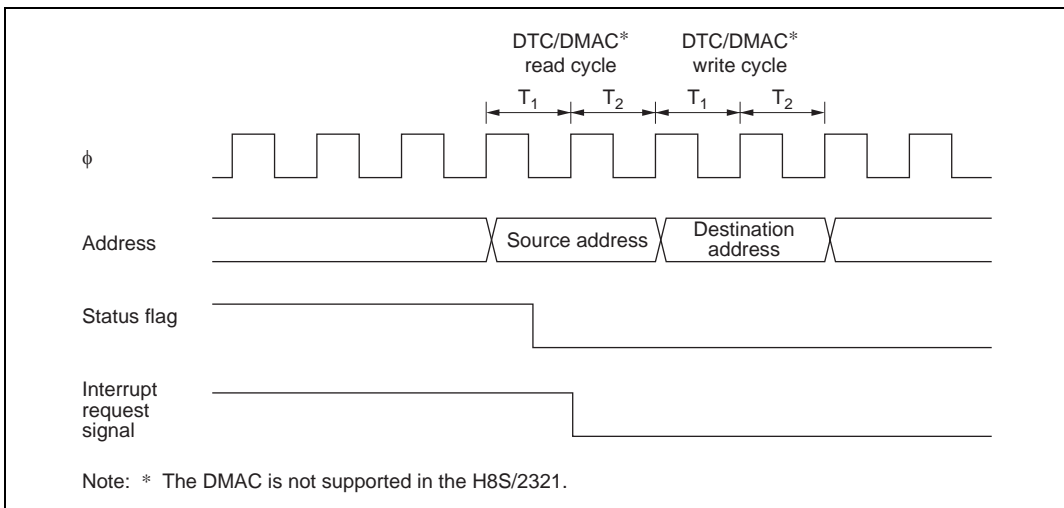 DTC/DMAC* DTC/DMAC*
read cycle write cycle
T1 T2 T1 T2
ϕ
Address Source address Destination address
Status flag
Interrupt
request
signal
Note: * The DMAC is not supported in the H8S/2321.